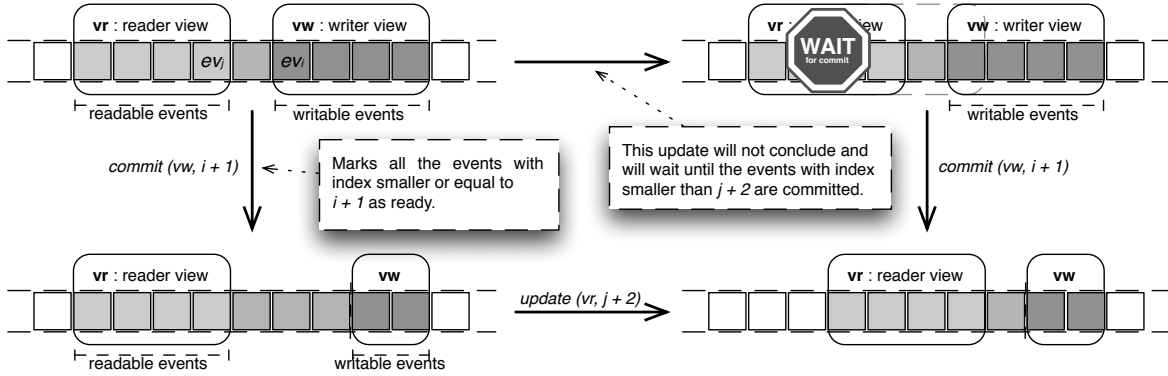 vr : reader view
vw : writer view
evj
evi
readable events
writable events
vr
view
WAIT
for commit
vw : writer view
writable events
commit (vw, i + 1)
Marks all the events with
index smaller or equal to
i + 1 as ready.
This update will not conclude and
will wait until the events with index
smaller than j + 2 are committed.
commit (vw, i + 1)
vr : reader view
vw
readable events
writable events
update (vr, j + 2)
vr : reader view
vw